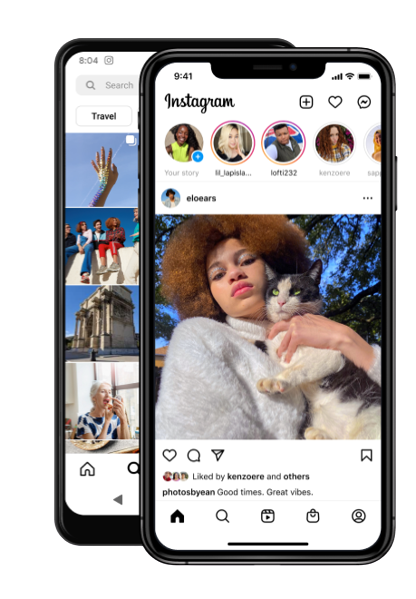 8:04
Search
Travel
9:41
Instagram
Your story
lil_lapisla...
lofti232
kenzoere
sap
eloears
Liked by kenzoere and others
photosbyean Good times. Great vibes.